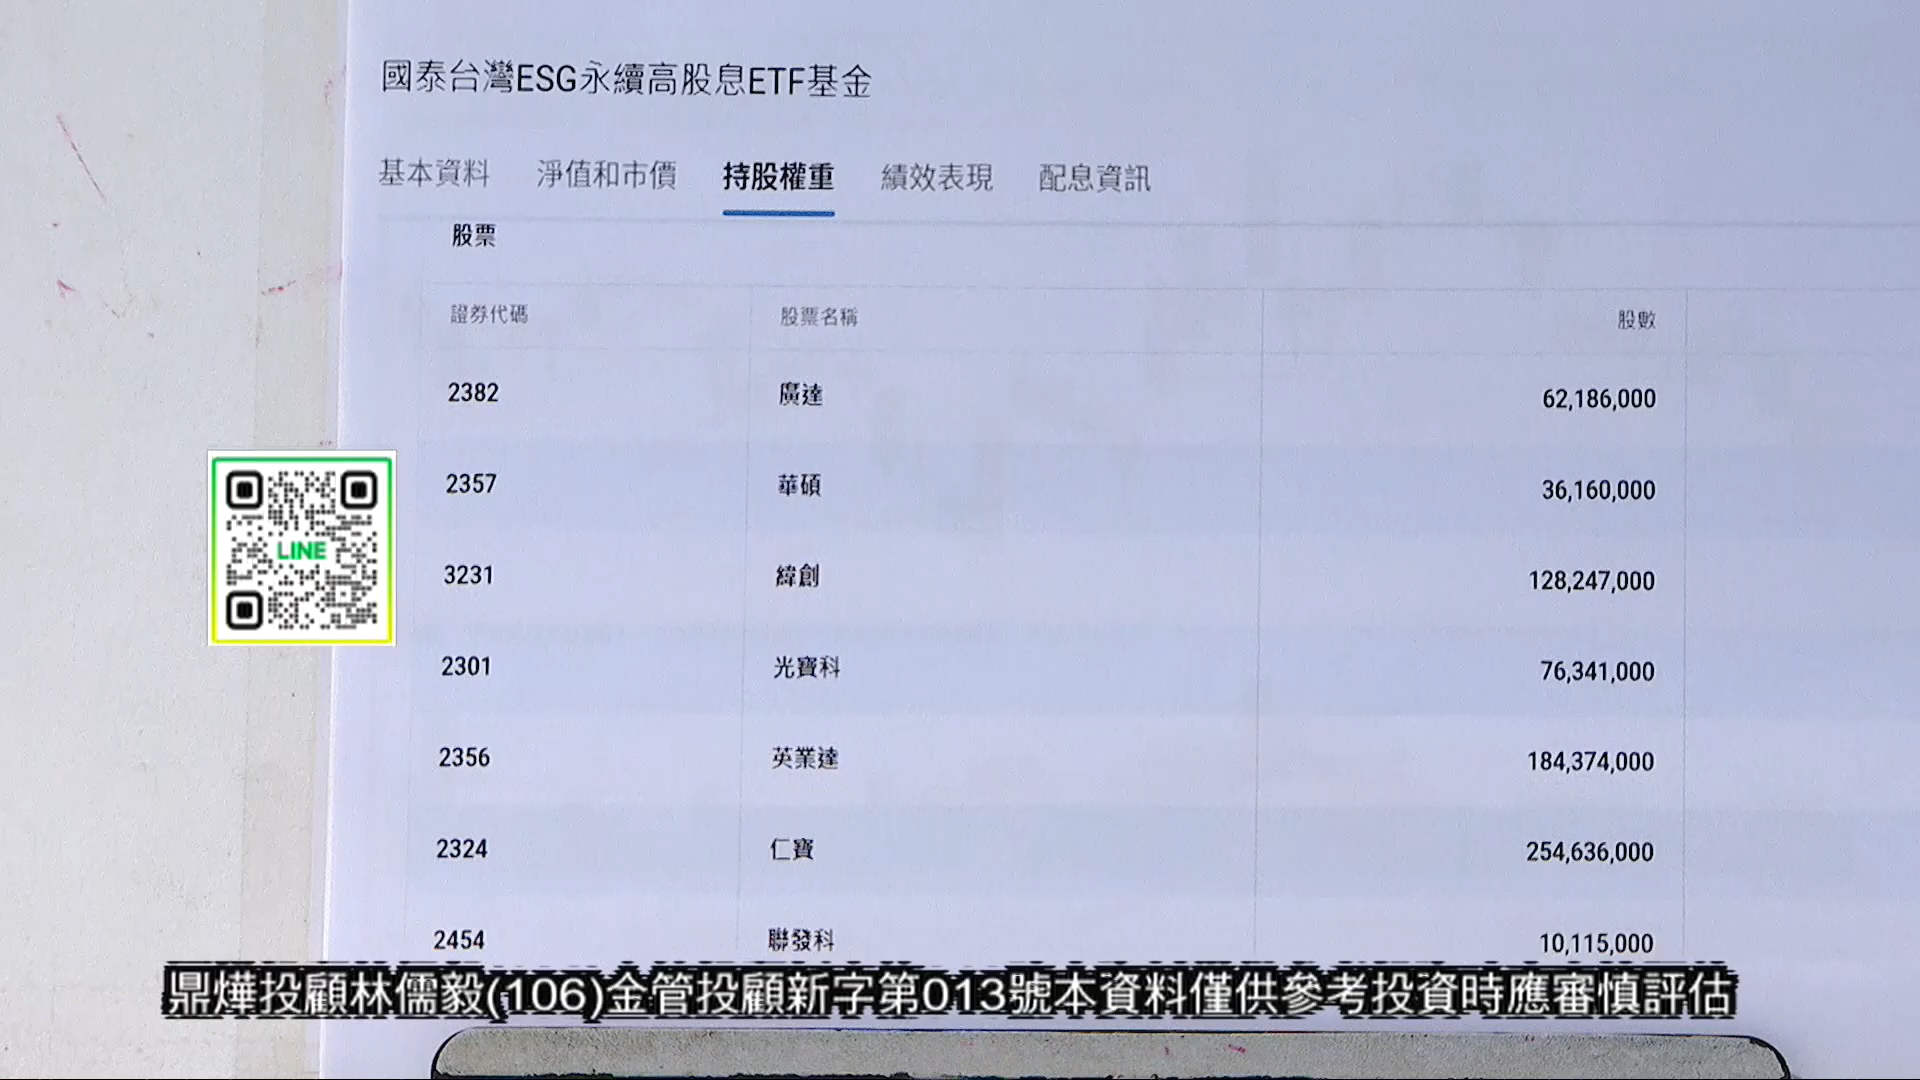 國泰台灣ESG永續高股息ETF基金
基本資料 淨值和市價 持股權重 績效表現 配息資訊
股票
證券代碼 股票名稱 股數
2382 廣達 62,186,000
2357 華碩 36,160,000
3231 緯創 128,247,000
LINE
2301 光寶科 76,341,000
2356 英業達 184,374,000
2324 仁寶 254,636,000
2454 聯發科 10,115,000
鼎燁投顧林儒毅(106)金管投顧新字第013號本資料僅供參考投資時應審慎評估